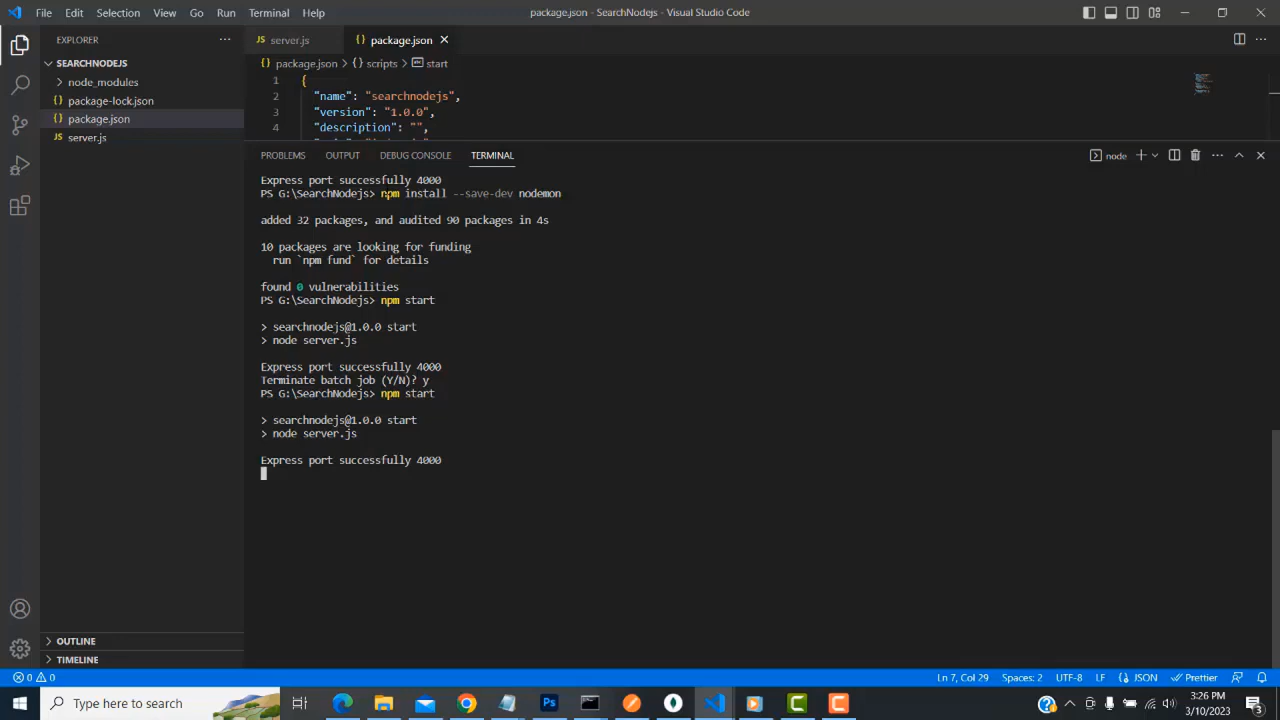 File Edit Selection View Go Run Terminal Help
package.json - SearchNodejs - Visual Studio Code
EXPLORER
SEARCHNODEJS
node_modules
package-lock.json
package.json
server.js
OUTLINE
TIMELINE
server.js
package.json
package.json > scripts > start
1 {
2 "name": "searchnodejs",
3 "version": "1.0.0",
4 "description": "",
PROBLEMS OUTPUT DEBUG CONSOLE TERMINAL
node
Express port successfully 4000
PS G:\SearchNodejs> npm install --save-dev nodemon
added 32 packages, and audited 90 packages in 4s
10 packages are looking for funding
run `npm fund` for details
found 0 vulnerabilities
PS G:\SearchNodejs> npm start
> searchnodejs@1.0.0 start
> node server.js
Express port successfully 4000
Terminate batch job (Y/N)? y
PS G:\SearchNodejs> npm start
> searchnodejs@1.0.0 start
> node server.js
Express port successfully 4000
0 0
Ln 7, Col 29 Spaces: 2 UTF-8 LF JSON Prettier
Type here to search
Ps
3:26 PM
3/10/2023
3